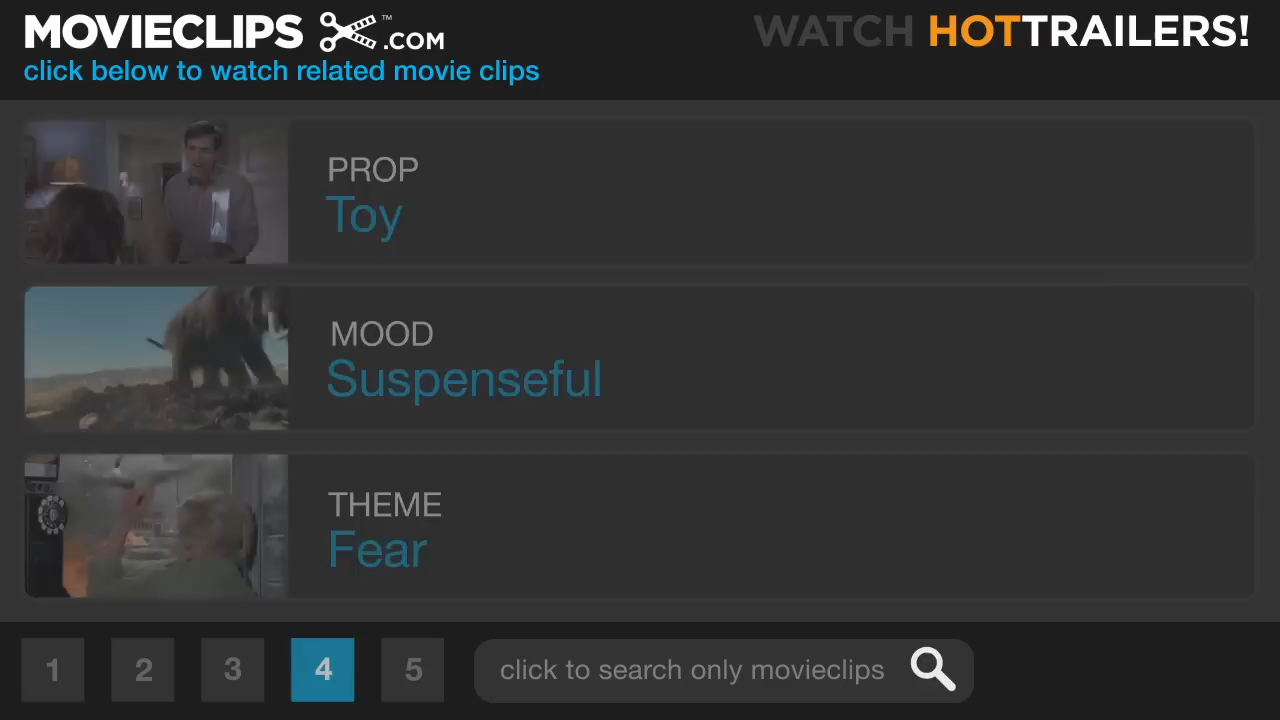 MOVIECLIPS™.COM
WATCH HOTTRAILERS!
click below to watch related movie clips
PROP
Toy
MOOD
Suspenseful
THEME
Fear
1 2 3 4 5 click to search only movieclips